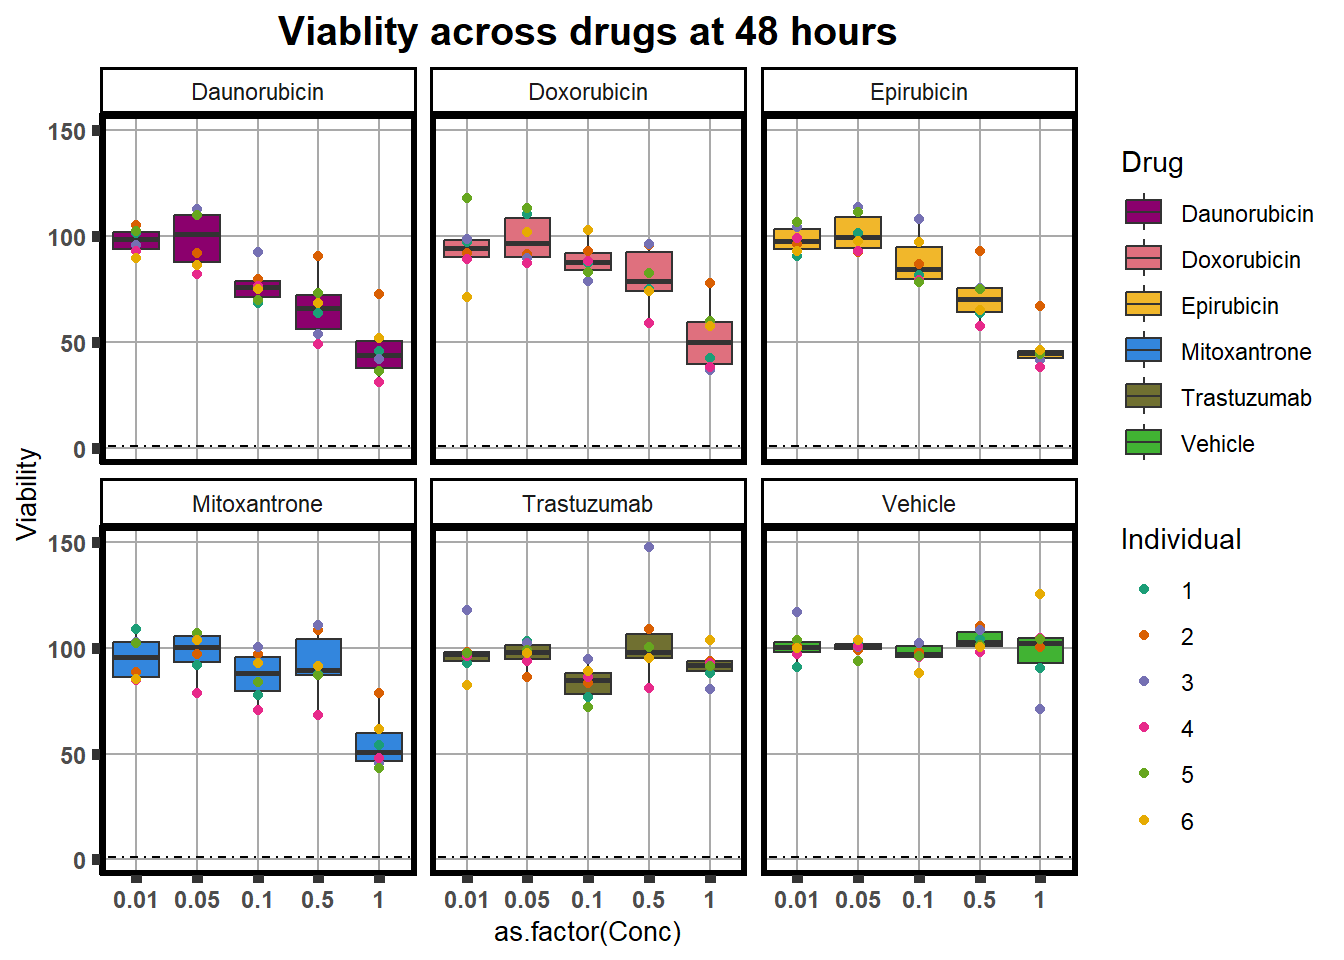 Viablity across drugs at 48 hours
Daunorubicin
Doxorubicin
Epirubicin
150
100
50
0
Viability
Mitoxantrone
Trastuzumab
Vehicle
150
100
50
0
0.01 0.05 0.1 0.5 1
0.01 0.05 0.1 0.5 1
0.01 0.05 0.1 0.5 1
as.factor(Conc)
Drug
Daunorubicin
Doxorubicin
Epirubicin
Mitoxantrone
Trastuzumab
Vehicle
Individual
1
2
3
4
5
6